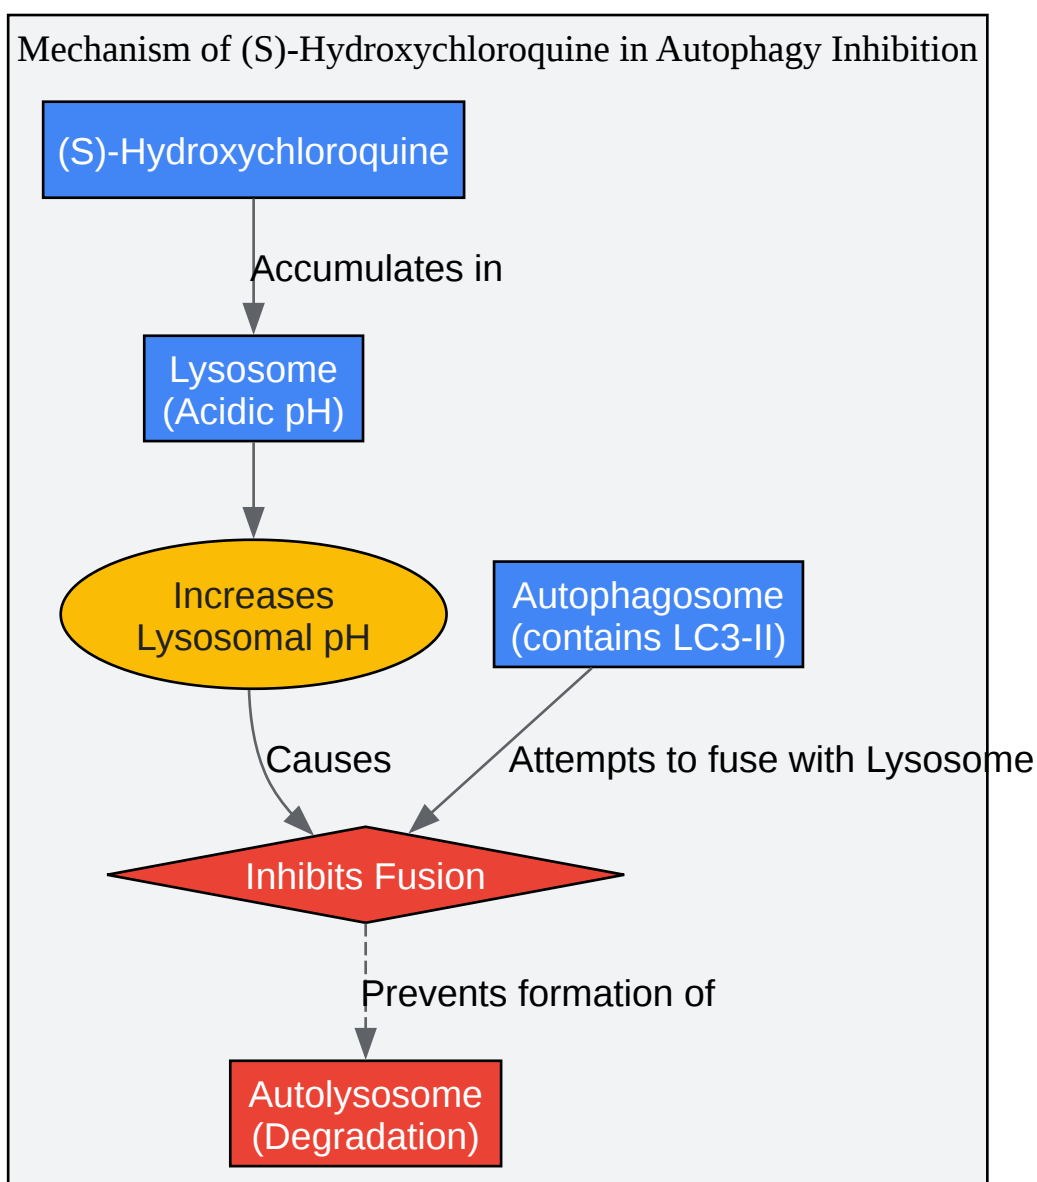 Mechanism of (S)-Hydroxychloroquine in Autophagy Inhibition
(S)-Hydroxychloroquine
Accumulates in
Lysosome
(Acidic pH)
Increases
Lysosomal pH
Autophagosome
(contains LC3-II)
Causes
Attempts to fuse with Lysosome
Inhibits Fusion
Prevents formation of
Autolysosome
(Degradation)